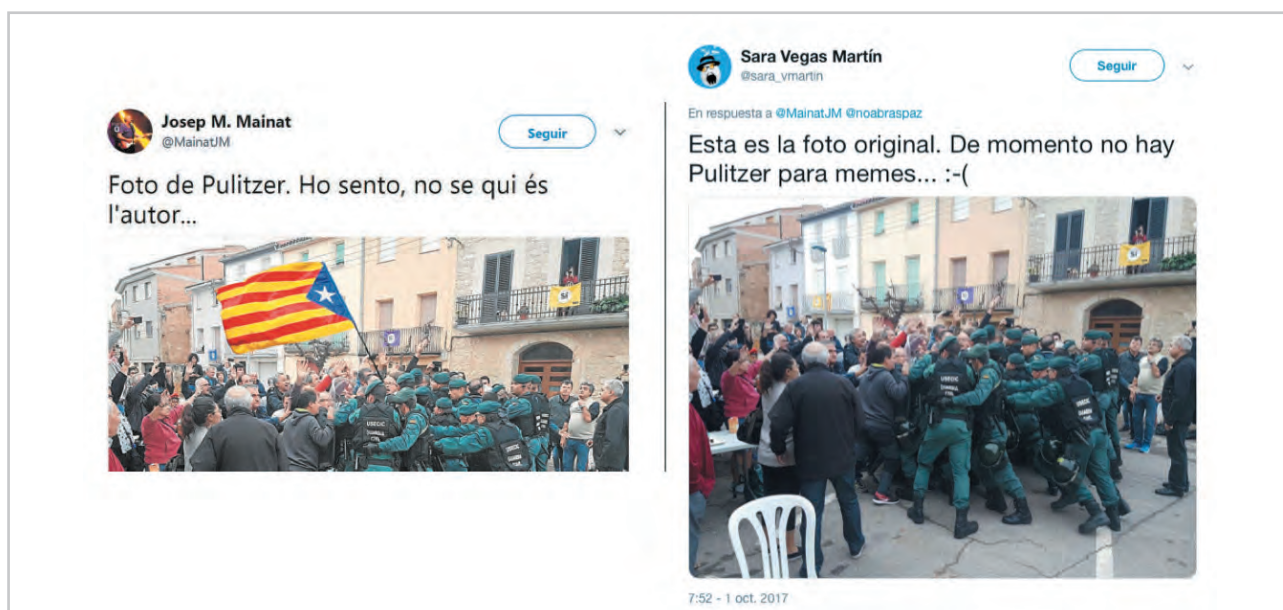 Josep M. Mainat
@MainatJM
Seguir
Foto de Pulitzer. Ho sento, no se qui és
l'autor...
SÍ
Sara Vegas Martín
@sara_vmartin
Seguir
En respuesta a @MainatJM @noabraspaz
Esta es la foto original. De momento no hay
Pulitzer para memes... :-(
SÍ
7:52 - 1 oct. 2017